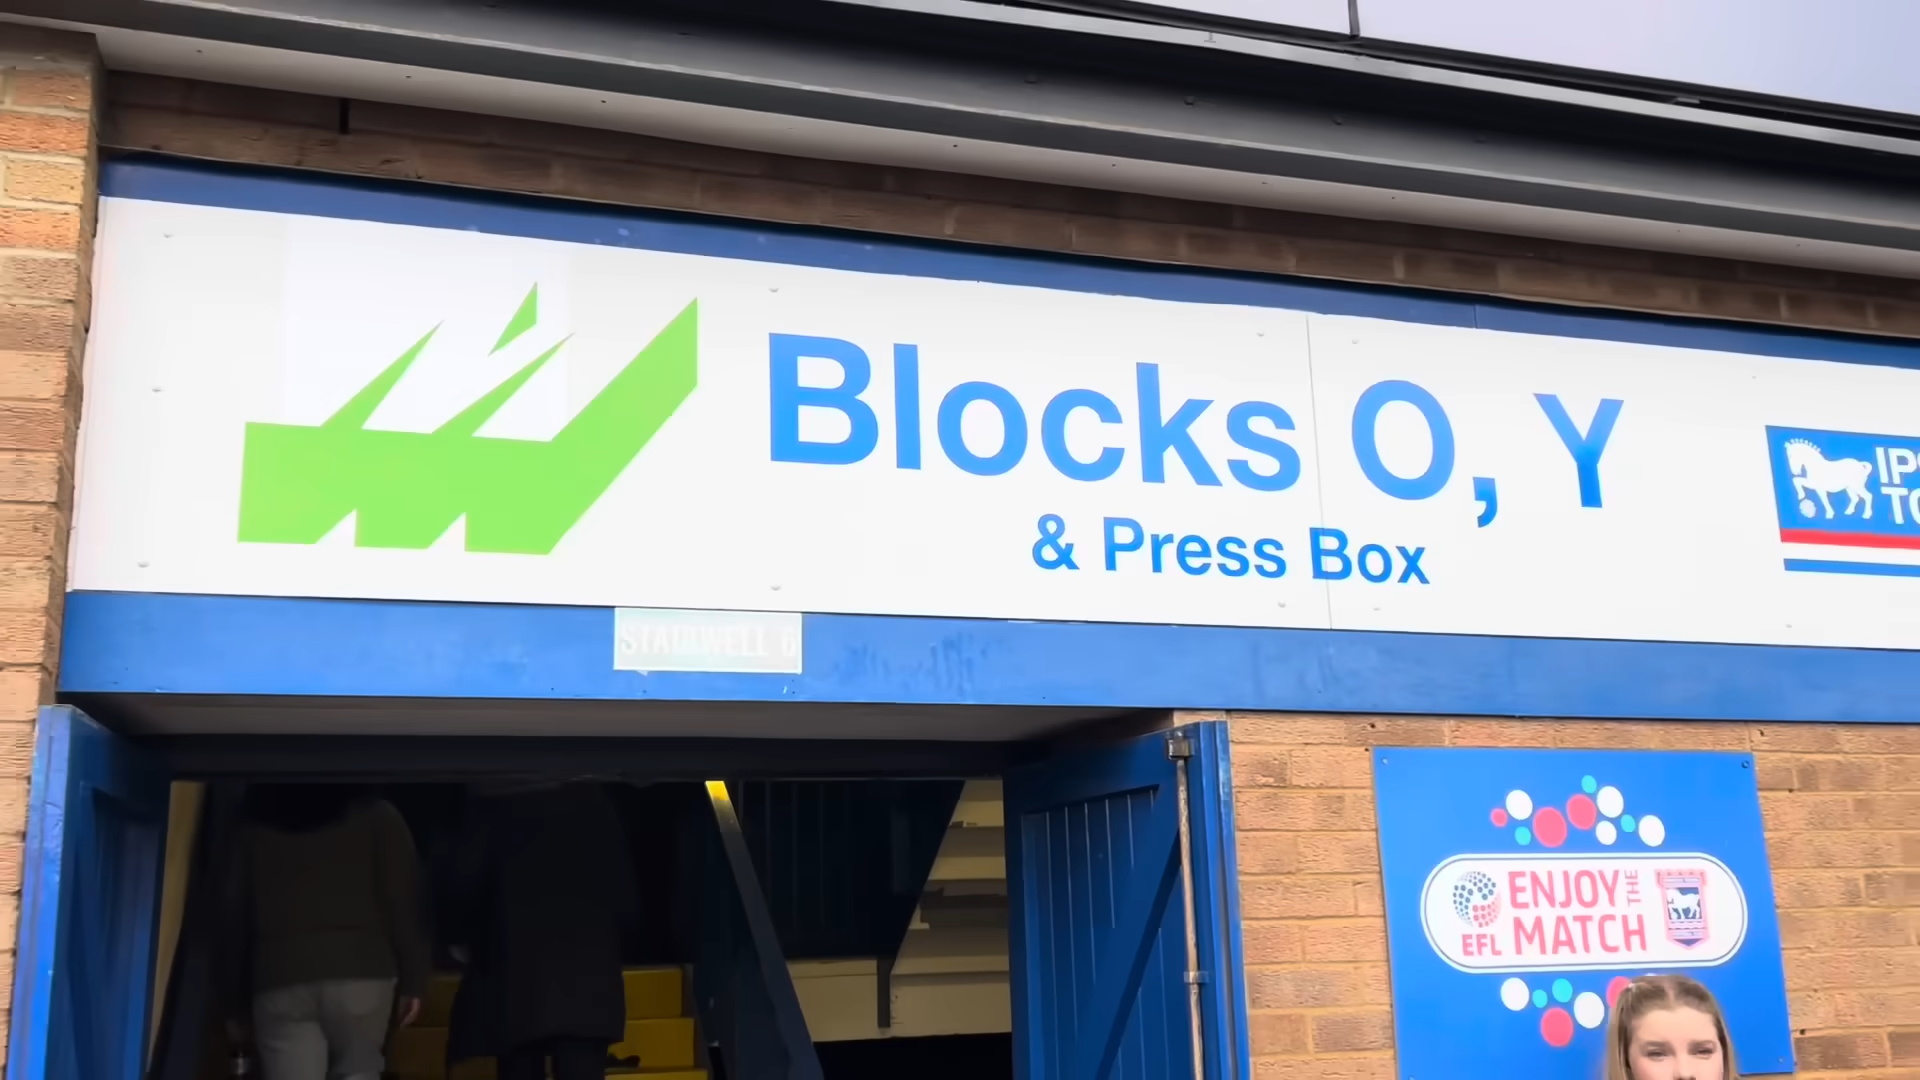 Blocks O, Y
& Press Box
STAIRWELL 6
ENJOY THE
MATCH
EFL